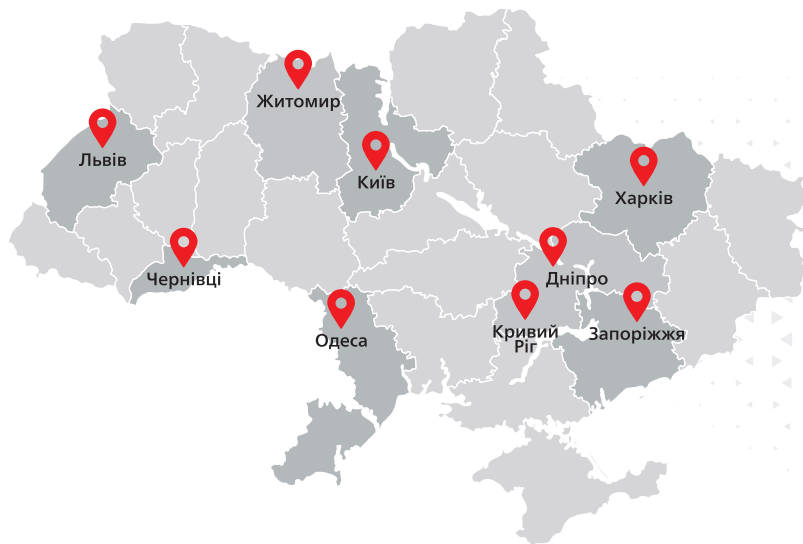 Житомир
Львів
Київ
Харків
Чернівці
Дніпро
Одеса
Кривий
Ріг
Запоріжжя